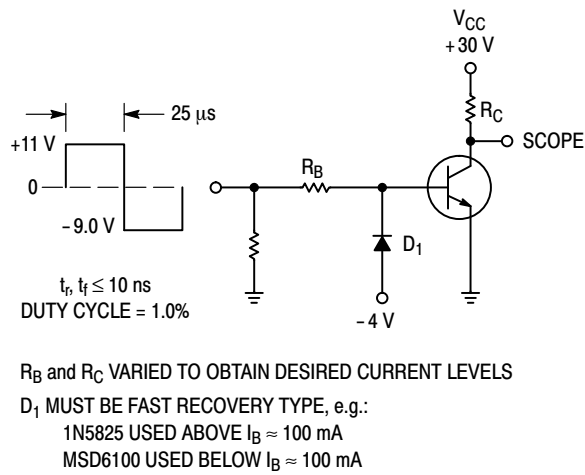 V_CC
+30 V
R_C
SCOPE
25 μs
+11 V
0
−9.0 V
R_B
D_1
−4 V
t_r, t_f ≤ 10 ns
DUTY CYCLE = 1.0%
R_B and R_C VARIED TO OBTAIN DESIRED CURRENT LEVELS
D_1 MUST BE FAST RECOVERY TYPE, e.g.:
1N5825 USED ABOVE I_B ≈ 100 mA
MSD6100 USED BELOW I_B ≈ 100 mA